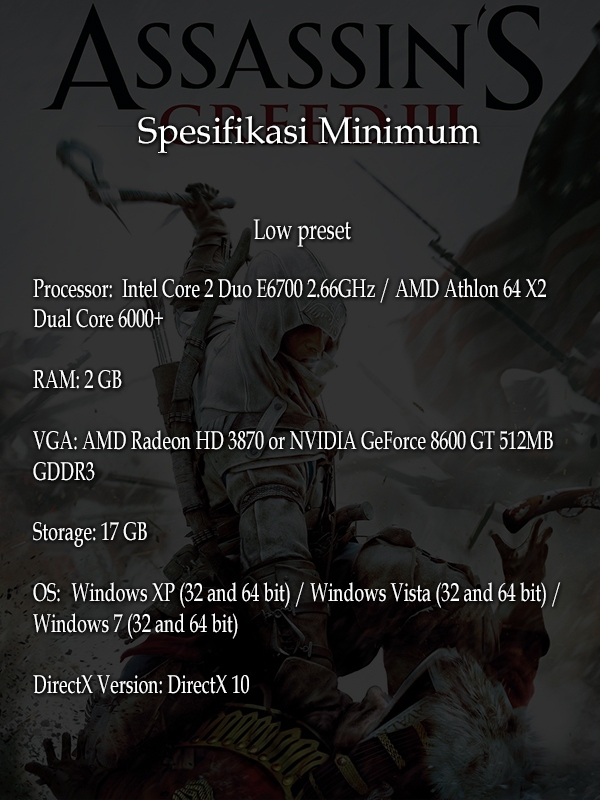 ASSASSIN'S
CREED III
Spesifikasi Minimum
Low preset
Processor:  Intel Core 2 Duo E6700 2.66GHz / AMD Athlon 64 X2
Dual Core 6000+
RAM: 2 GB
VGA: AMD Radeon HD 3870 or NVIDIA GeForce 8600 GT 512MB
GDDR3
Storage: 17 GB
OS:  Windows XP (32 and 64 bit) / Windows Vista (32 and 64 bit) /
Windows 7 (32 and 64 bit)
DirectX Version: DirectX 10